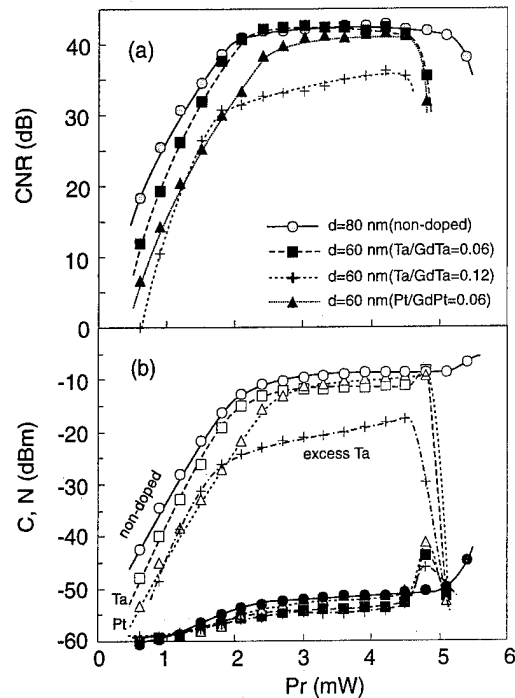 (a)
40
30
20
10
0
CNR (dB)
d=80 nm(non-doped)
d=60 nm(Ta/GdTa=0.06)
d=60 nm(Ta/GdTa=0.12)
d=60 nm(Pt/GdPt=0.06)
(b)
-10
-20
-30
-40
-50
-60
C, N (dBm)
non-doped
excess Ta
Ta
Pt
0 1 2 3 4 5 6
Pr (mW)